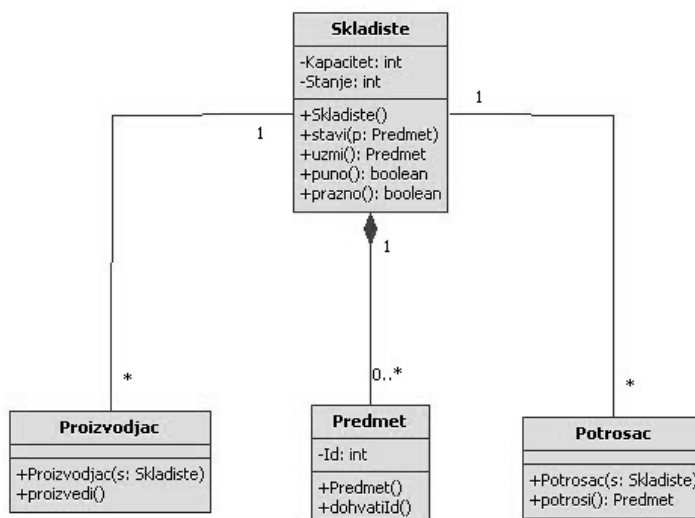 Skladiste
-Kapacitet: int
-Stanje: int
+Skladiste()
+stavi(p: Predmet)
+uzmi(): Predmet
+puno(): boolean
+prazno(): boolean
1
1
1
*
0..*
*
Proizvodjac
+Proizvodjac(s: Skladiste)
+proizvedi()
Predmet
-Id: int
+Predmet()
+dohvatiId()
Potrosac
+Potrosac(s: Skladiste)
+potrosi(): Predmet